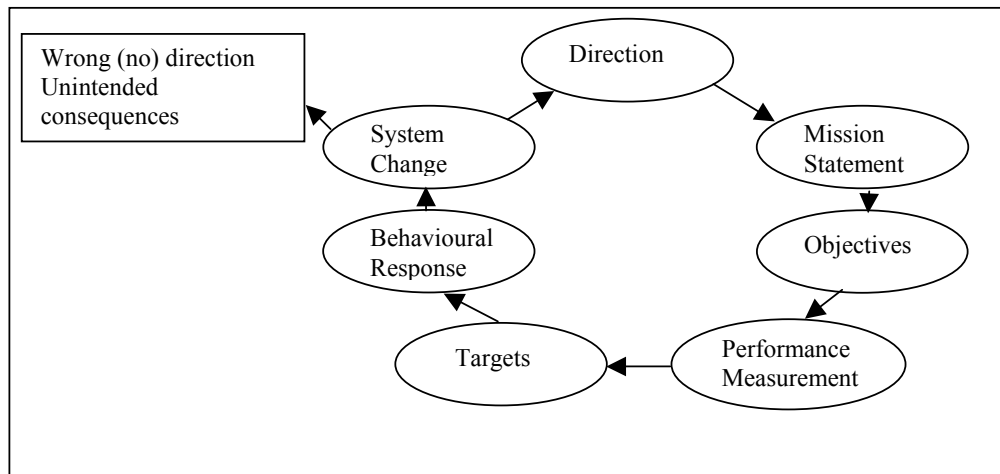 Wrong (no) direction
Unintended
consequences
Direction
System
Change
Mission
Statement
Behavioural
Response
Objectives
Targets
Performance
Measurement